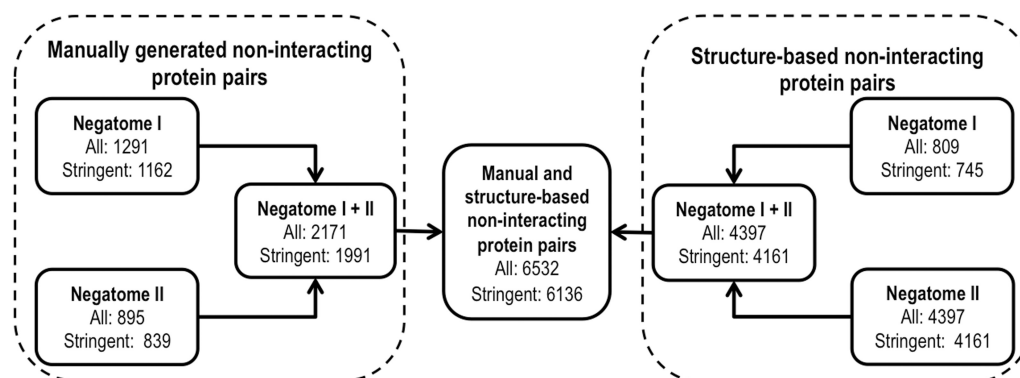 Manually generated non-interacting
protein pairs
Negatome I
All: 1291
Stringent: 1162
Negatome II
All: 895
Stringent: 839
Negatome I + II
All: 2171
Stringent: 1991
Manual and
structure-based
non-interacting
protein pairs
All: 6532
Stringent: 6136
Structure-based non-interacting
protein pairs
Negatome I
All: 809
Stringent: 745
Negatome I + II
All: 4397
Stringent: 4161
Negatome II
All: 4397
Stringent: 4161